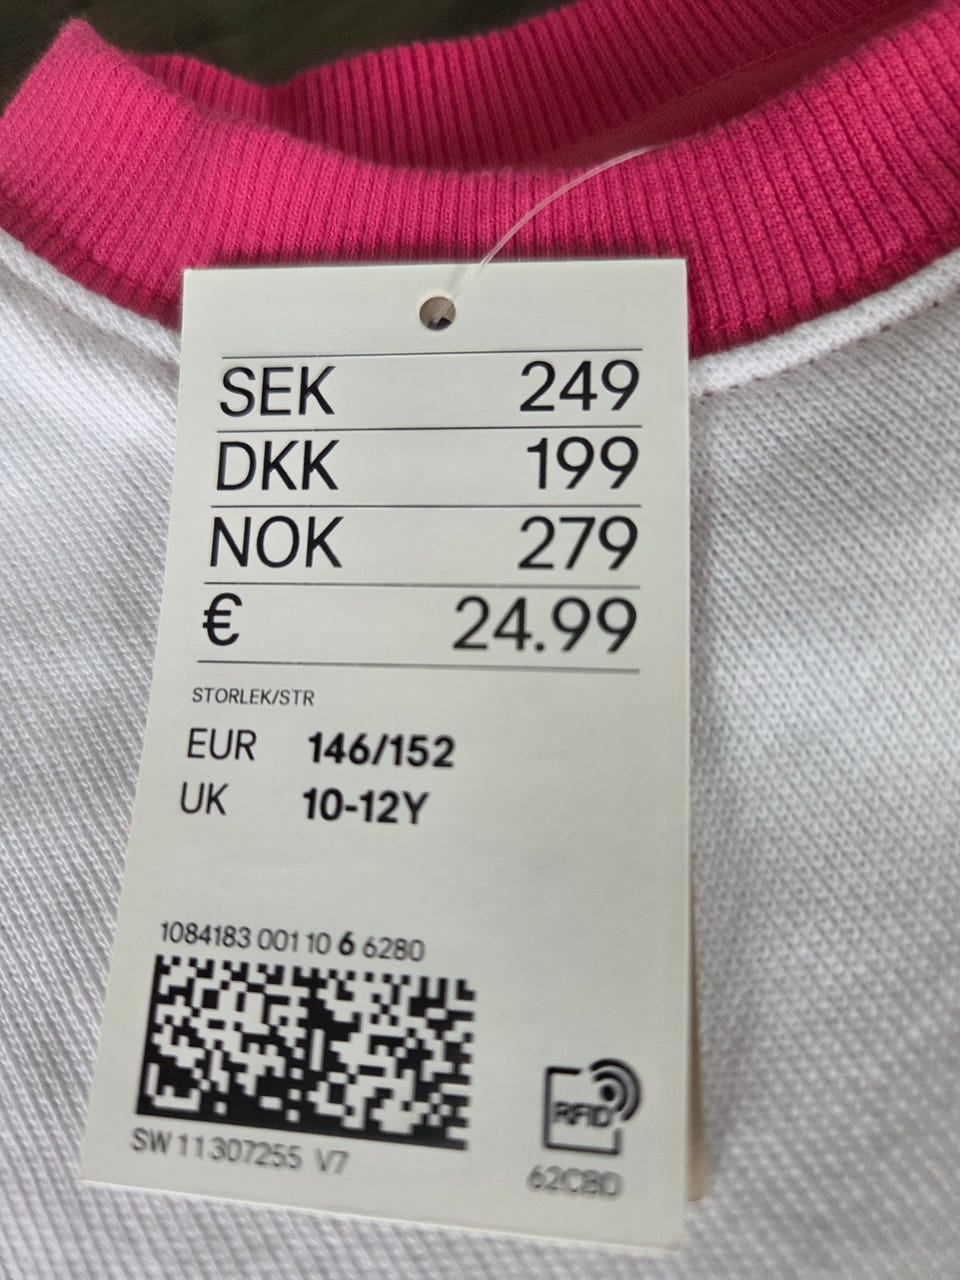 SEK 249
DKK 199
NOK 279
€ 24.99
STORLEK/STR
EUR 146/152
UK 10-12Y
1084183 001 10 6 6280
SW 11307255 V7
RFID
62CBD